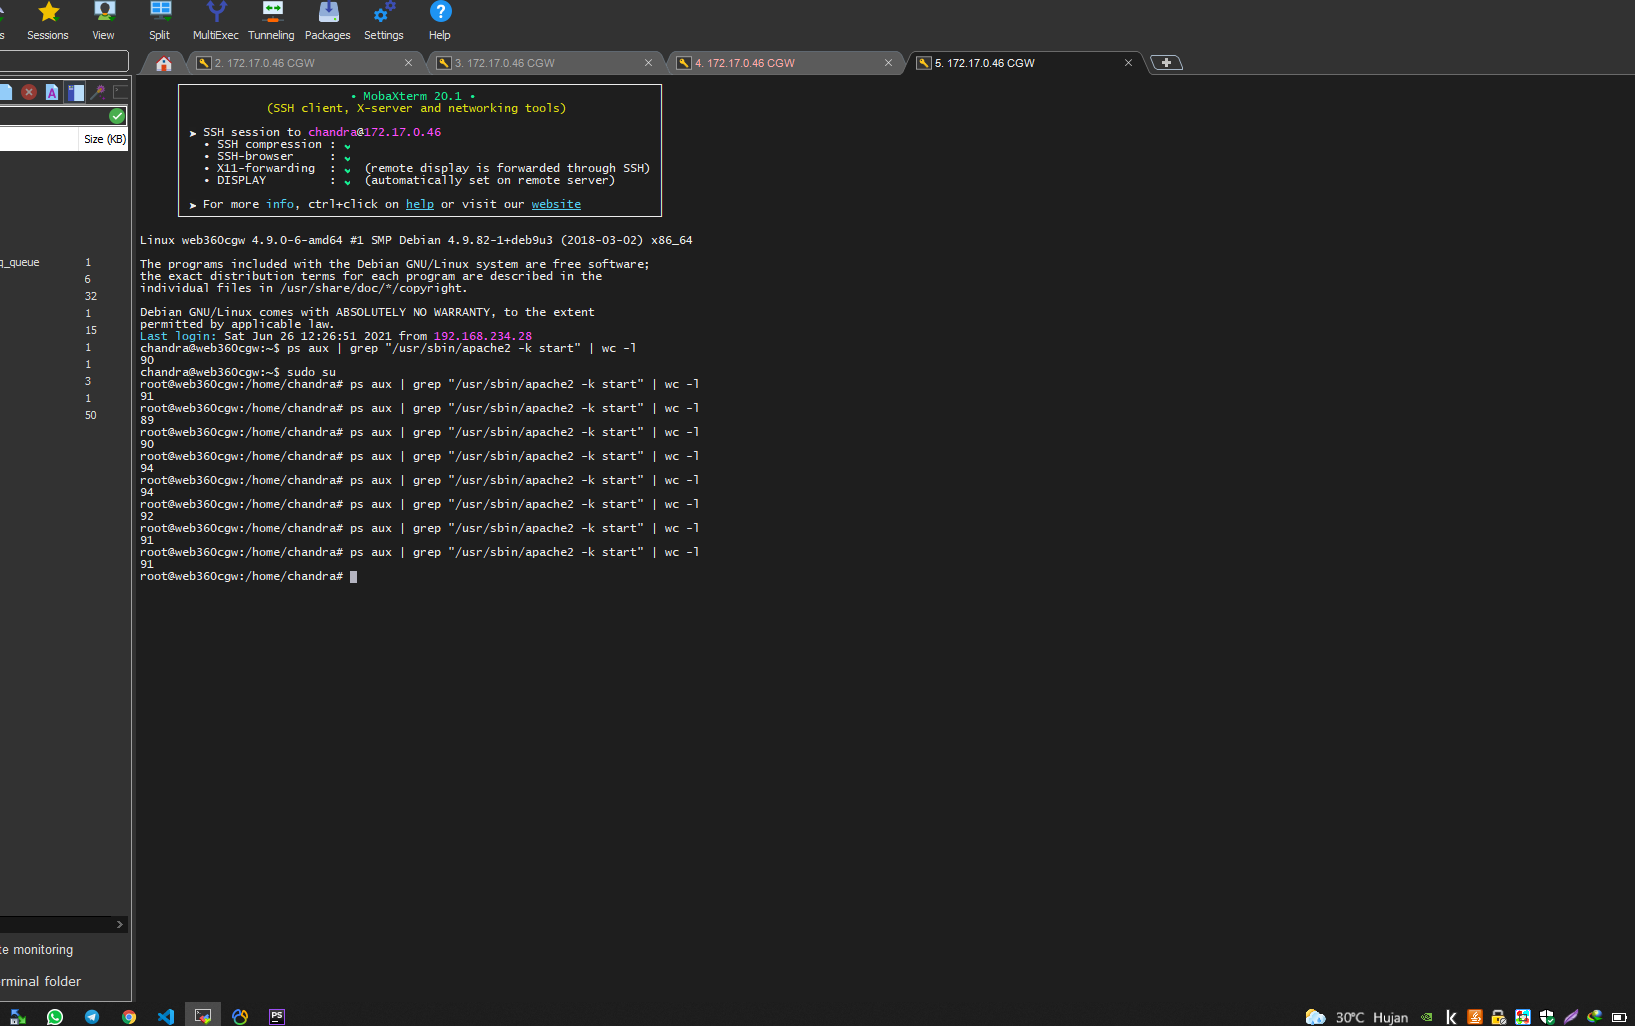 s
Sessions
View
Split
MultiExec
Tunneling
Packages
Settings
Help
2. 172.17.0.46 CGW
3. 172.17.0.46 CGW
4. 172.17.0.46 CGW
5. 172.17.0.46 CGW
Size (KB)
q_queue 1
6
32
1
15
1
1
3
1
50
te monitoring
rminal folder
• MobaXterm 20.1 •
(SSH client, X-server and networking tools)
➤ SSH session to chandra@172.17.0.46
• SSH compression : ✔
• SSH-browser : ✔
• X11-forwarding : ✔ (remote display is forwarded through SSH)
• DISPLAY : ✔ (automatically set on remote server)
➤ For more info, ctrl+click on help or visit our website
Linux web360cgw 4.9.0-6-amd64 #1 SMP Debian 4.9.82-1+deb9u3 (2018-03-02) x86_64
The programs included with the Debian GNU/Linux system are free software;
the exact distribution terms for each program are described in the
individual files in /usr/share/doc/*/copyright.
Debian GNU/Linux comes with ABSOLUTELY NO WARRANTY, to the extent
permitted by applicable law.
Last login: Sat Jun 26 12:26:51 2021 from 192.168.234.28
chandra@web360cgw:~$ ps aux | grep "/usr/sbin/apache2 -k start" | wc -l
90
chandra@web360cgw:~$ sudo su
root@web360cgw:/home/chandra# ps aux | grep "/usr/sbin/apache2 -k start" | wc -l
91
root@web360cgw:/home/chandra# ps aux | grep "/usr/sbin/apache2 -k start" | wc -l
89
root@web360cgw:/home/chandra# ps aux | grep "/usr/sbin/apache2 -k start" | wc -l
90
root@web360cgw:/home/chandra# ps aux | grep "/usr/sbin/apache2 -k start" | wc -l
94
root@web360cgw:/home/chandra# ps aux | grep "/usr/sbin/apache2 -k start" | wc -l
94
root@web360cgw:/home/chandra# ps aux | grep "/usr/sbin/apache2 -k start" | wc -l
92
root@web360cgw:/home/chandra# ps aux | grep "/usr/sbin/apache2 -k start" | wc -l
91
root@web360cgw:/home/chandra# ps aux | grep "/usr/sbin/apache2 -k start" | wc -l
91
root@web360cgw:/home/chandra#
PS
30°C Hujan